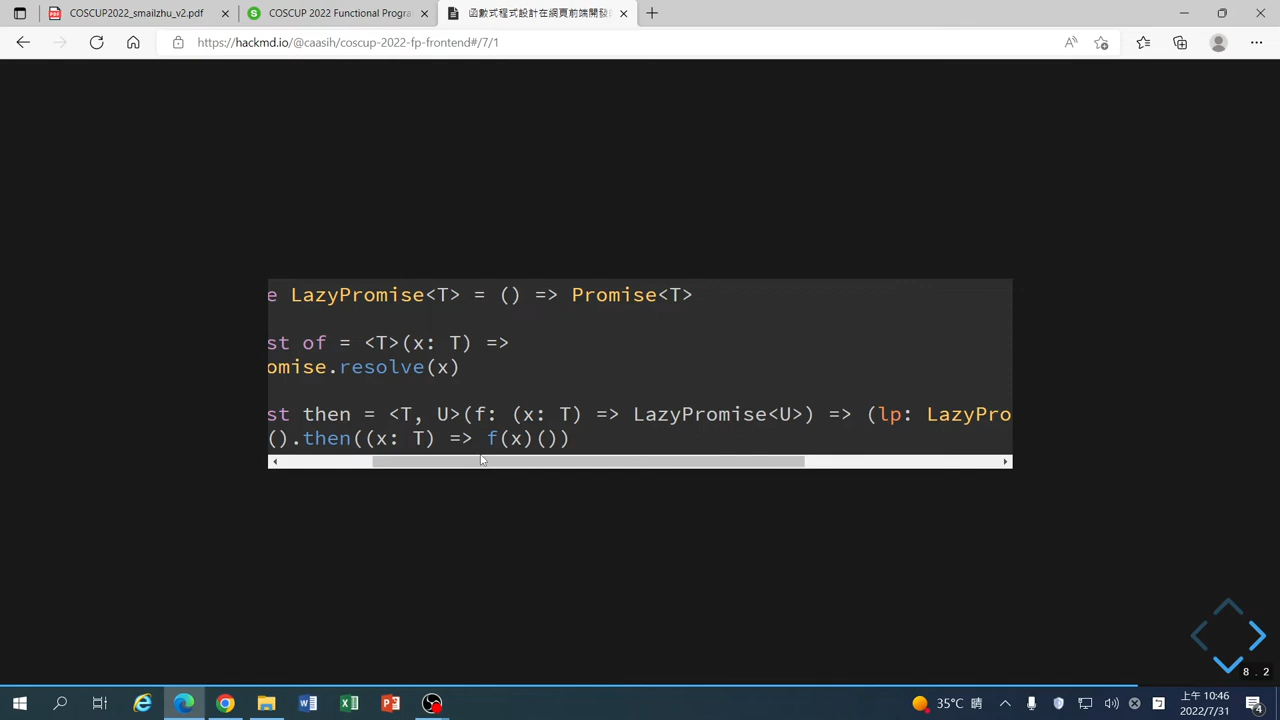 COSCUP2022_smailzhu_v2.pdf
COSCUP 2022 Functional Progra
函數式程式設計在網頁前端開發
https://hackmd.io/@caasih/coscup-2022-fp-frontend#/7/1
e LazyPromise<T> = () => Promise<T>
st of = <T>(x: T) =>
omise.resolve(x)
st then = <T, U>(f: (x: T) => LazyPromise<U>) => (lp: LazyPro
().then((x: T) => f(x)())
8 . 2
35°C 晴
上午 10:46
2022/7/31
4